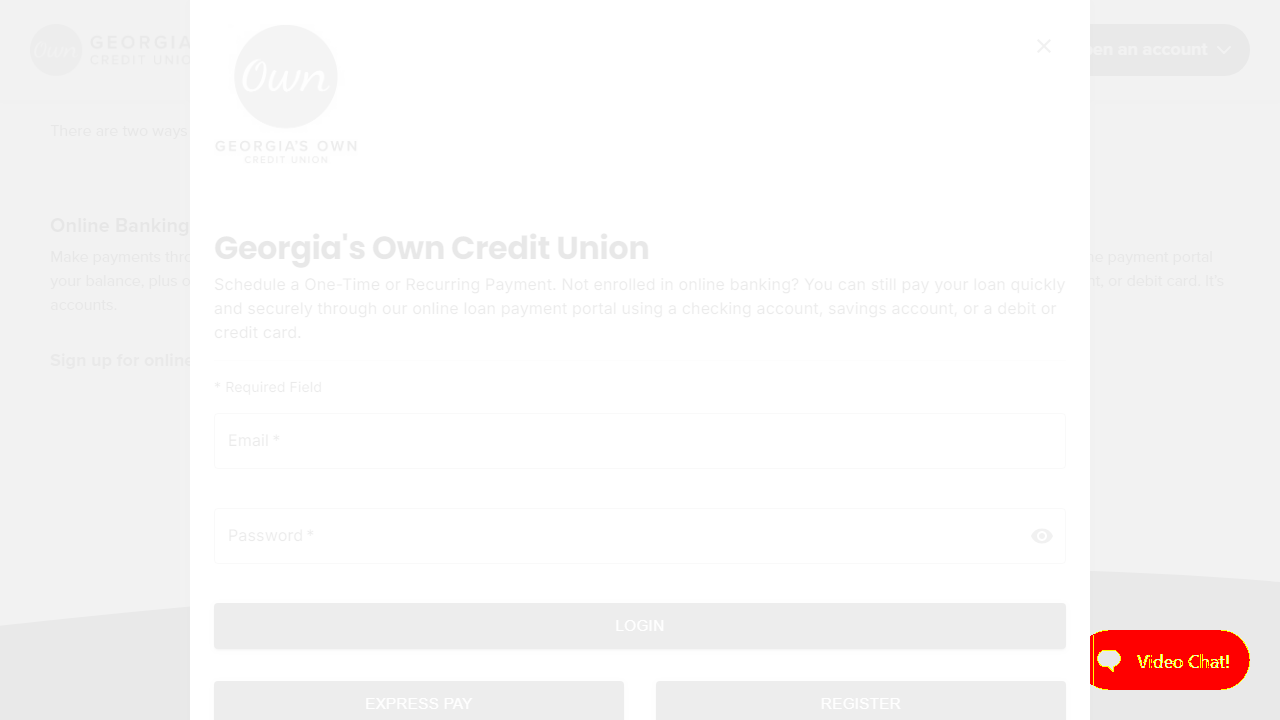 Own
GEORGIA
CREDIT UNION
en an account
There are two ways
Online Banking
Make payments thr
your balance, plus o
accounts.
Sign up for online
Own
GEORGIA'S OWN
CREDIT UNION
Georgia's Own Credit Union
Schedule a One-Time or Recurring Payment. Not enrolled in online banking? You can still pay your loan quickly
and securely through our online loan payment portal using a checking account, savings account, or a debit or
credit card.
* Required Field
Email *
Password *
LOGIN
EXPRESS PAY
REGISTER
ne payment portal.
nt, or debit card. It's
Video Chat!